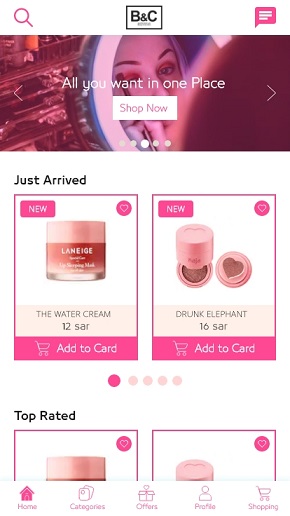 B&C
All you want in one Place
Shop Now
Just Arrived
NEW
NEW
LANEIGE
THE WATER CREAM
DRUNK ELEPHANT
12 sar
16 sar
Add to Card
Add to Card
Top Rated
Home
Categories
Offers
Profile
Shopping